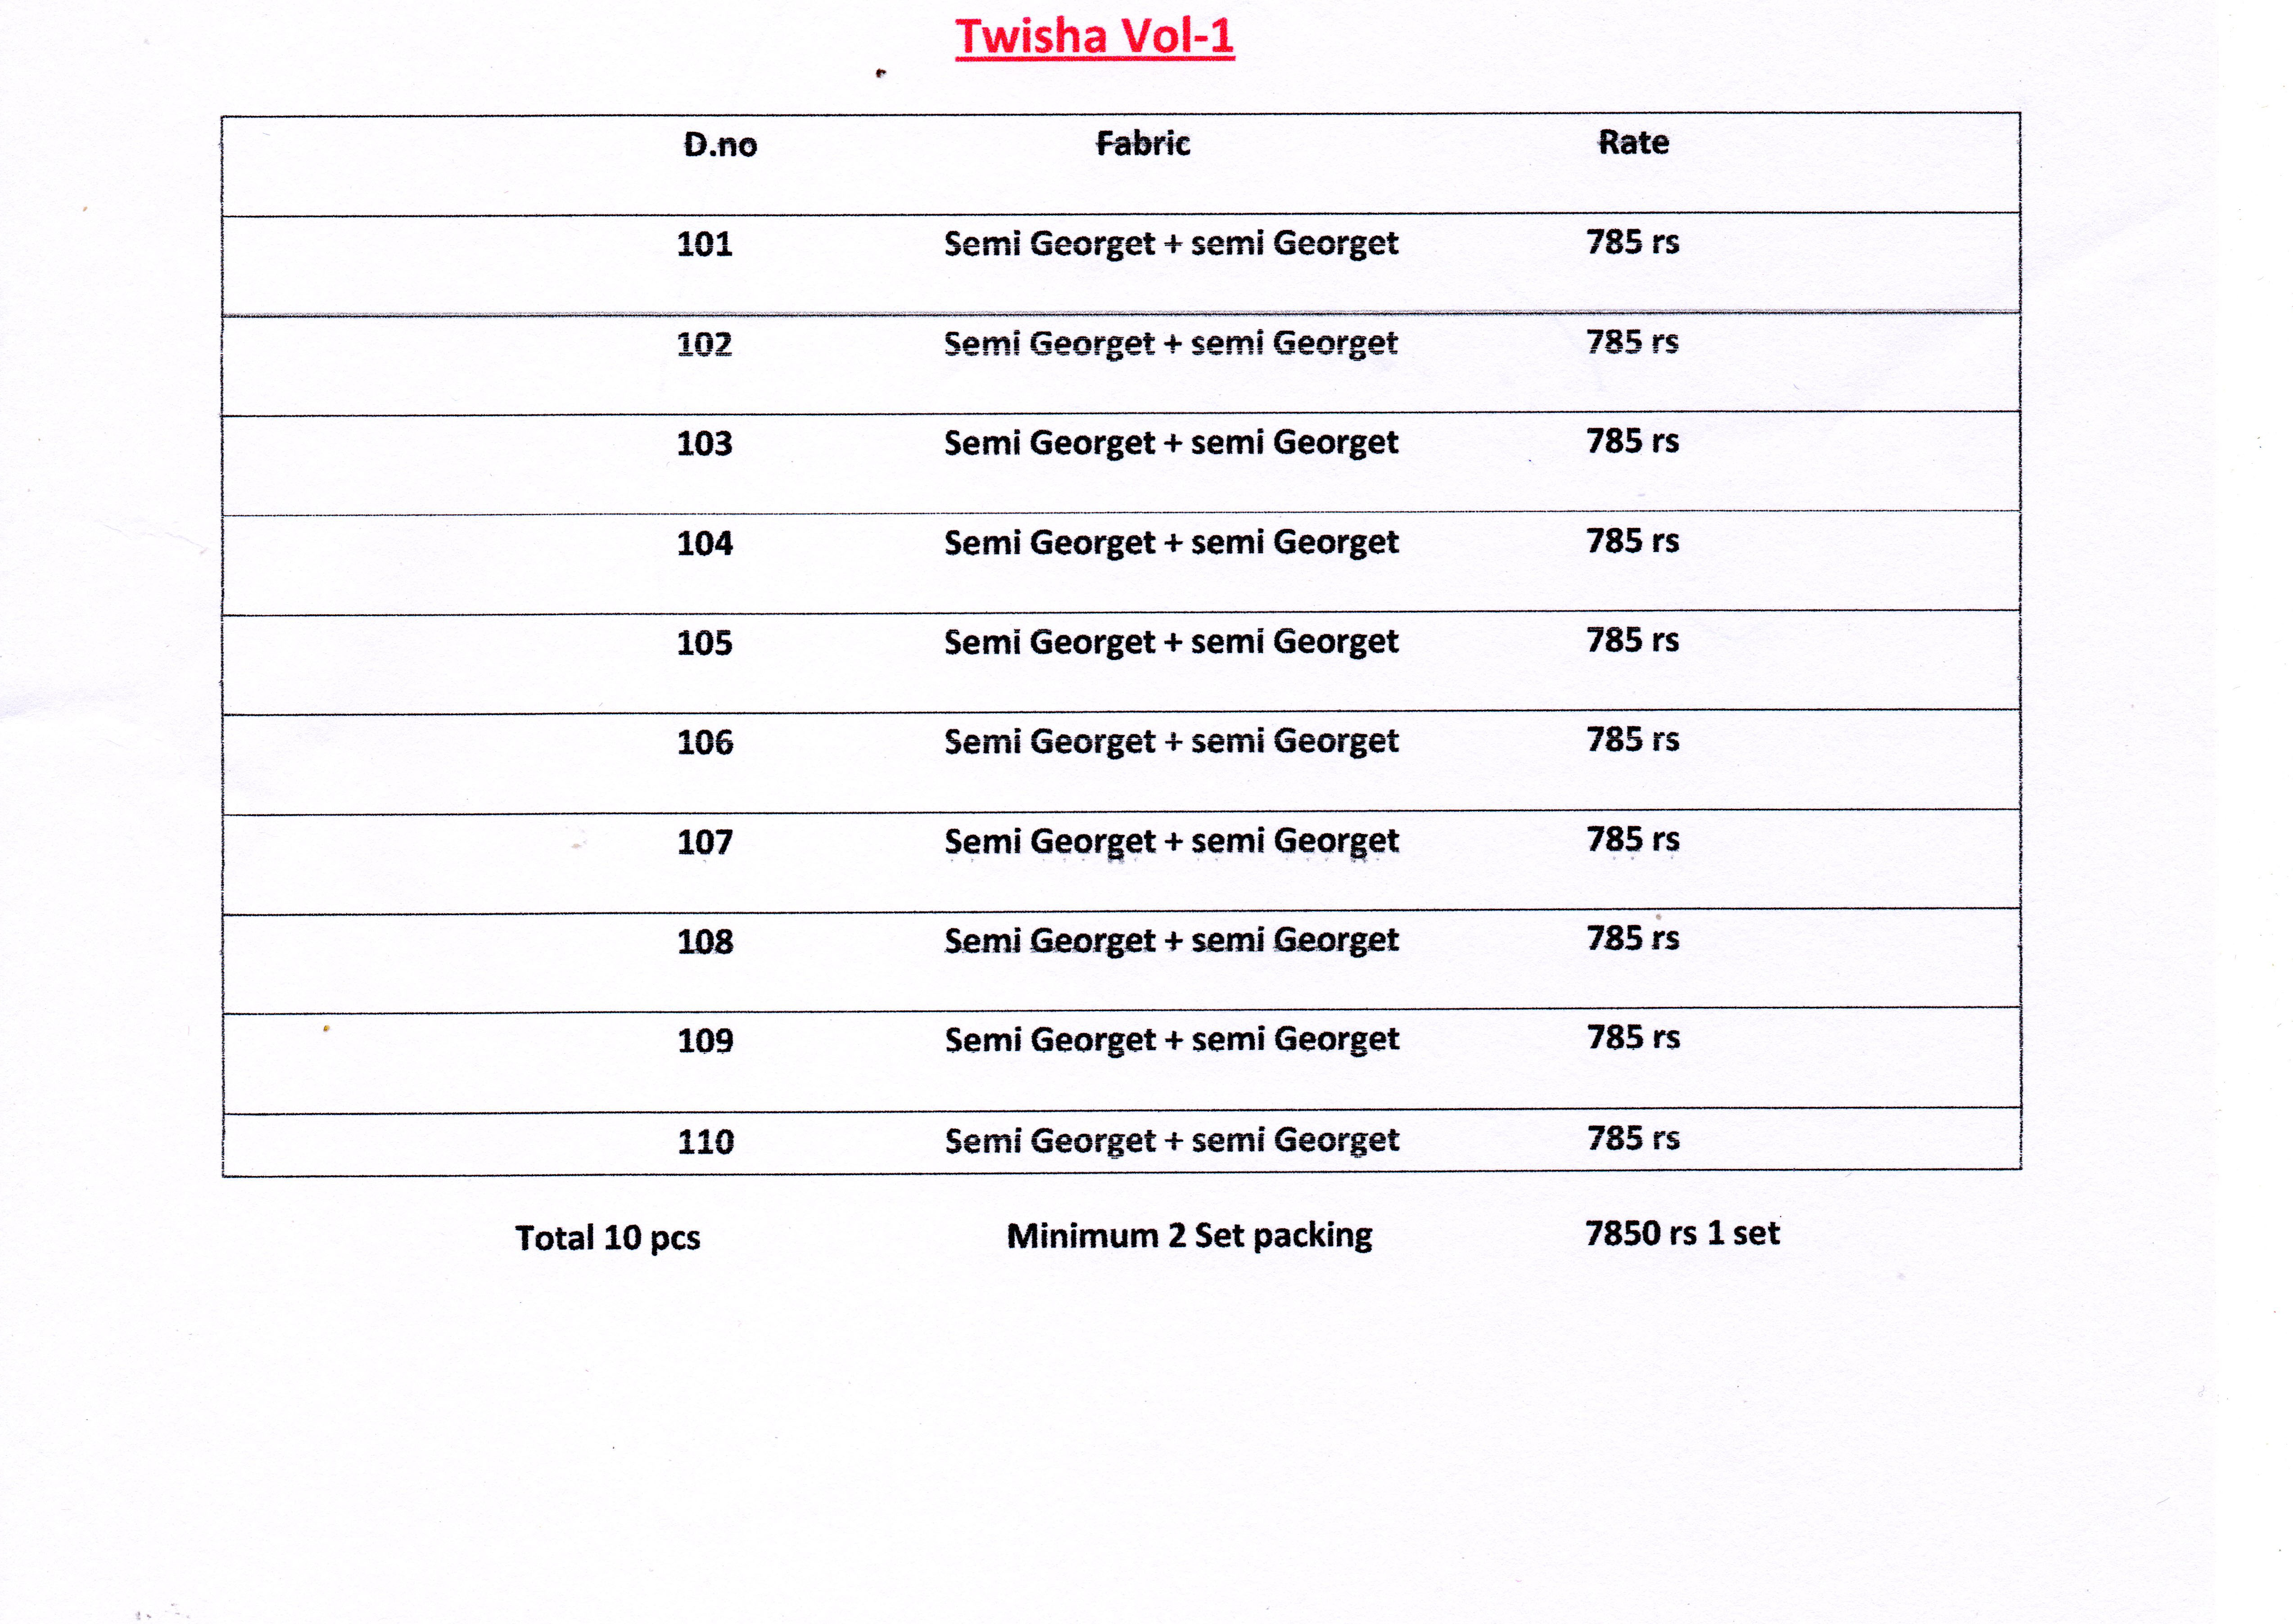 Twisha Vol-1
D.no Fabric Rate
101 Semi Georget + semi Georget 785 rs
102 Semi Georget + semi Georget 785 rs
103 Semi Georget + semi Georget 785 rs
104 Semi Georget + semi Georget 785 rs
105 Semi Georget + semi Georget 785 rs
106 Semi Georget + semi Georget 785 rs
107 Semi Georget + semi Georget 785 rs
108 Semi Georget + semi Georget 785 rs
109 Semi Georget + semi Georget 785 rs
110 Semi Georget + semi Georget 785 rs
Total 10 pcs Minimum 2 Set packing 7850 rs 1 set